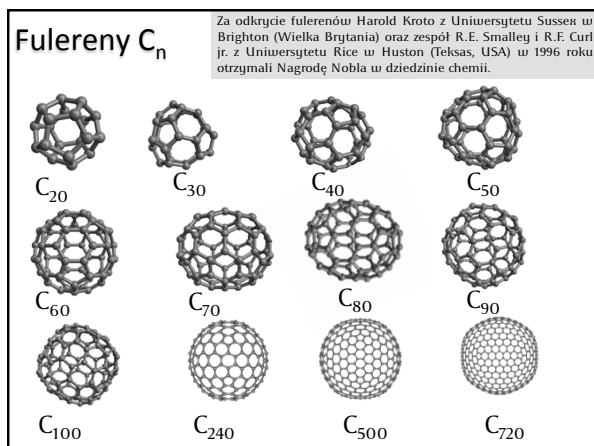 Fulereny Cn
Za odkrycie fulerenów Harold Kroto z Uniwersytetu Sussex w
Brighton (Wielka Brytania) oraz zespół R.E. Smalley i R.F. Curl
jr. z Uniwersytetu Rice w Huston (Teksas, USA) w 1996 roku
otrzymali Nagrodę Nobla w dziedzinie chemii.
C20 C30 C40 C50
C60 C70 C80 C90
C100 C240 C500 C720